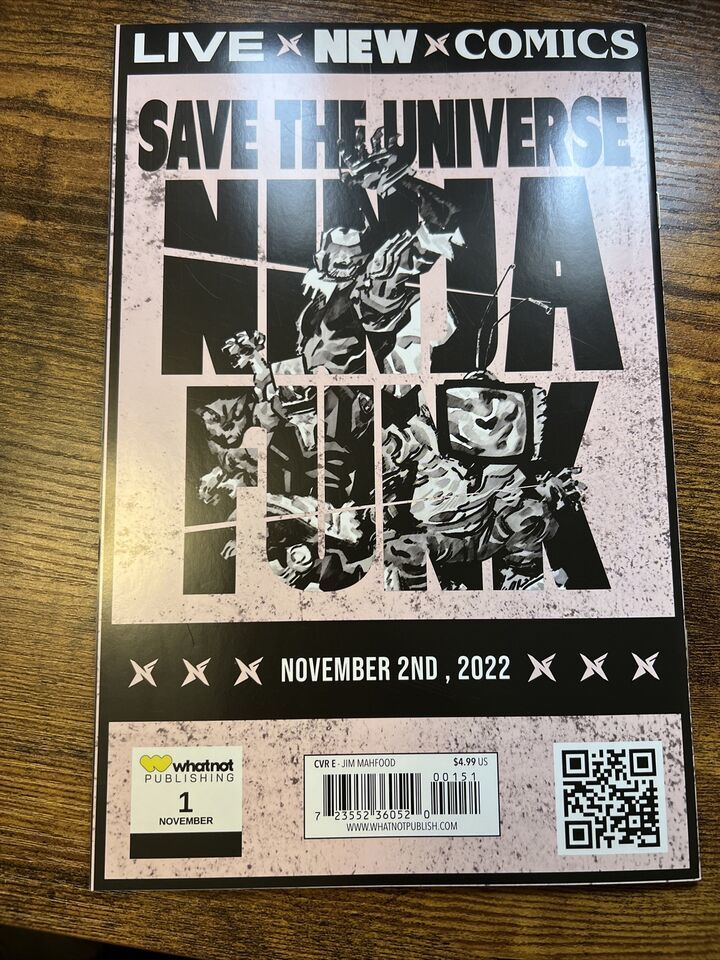 LIVE NEW COMICS
SAVE THE UNIVERSE
NINJA
FUNK
NOVEMBER 2ND , 2022
whatnot
PUBLISHING
1
NOVEMBER
CVR E - JIM MAHFOOD $4.99 US
00151
7 23552 36052 0
WWW.WHATNOTPUBLISH.COM